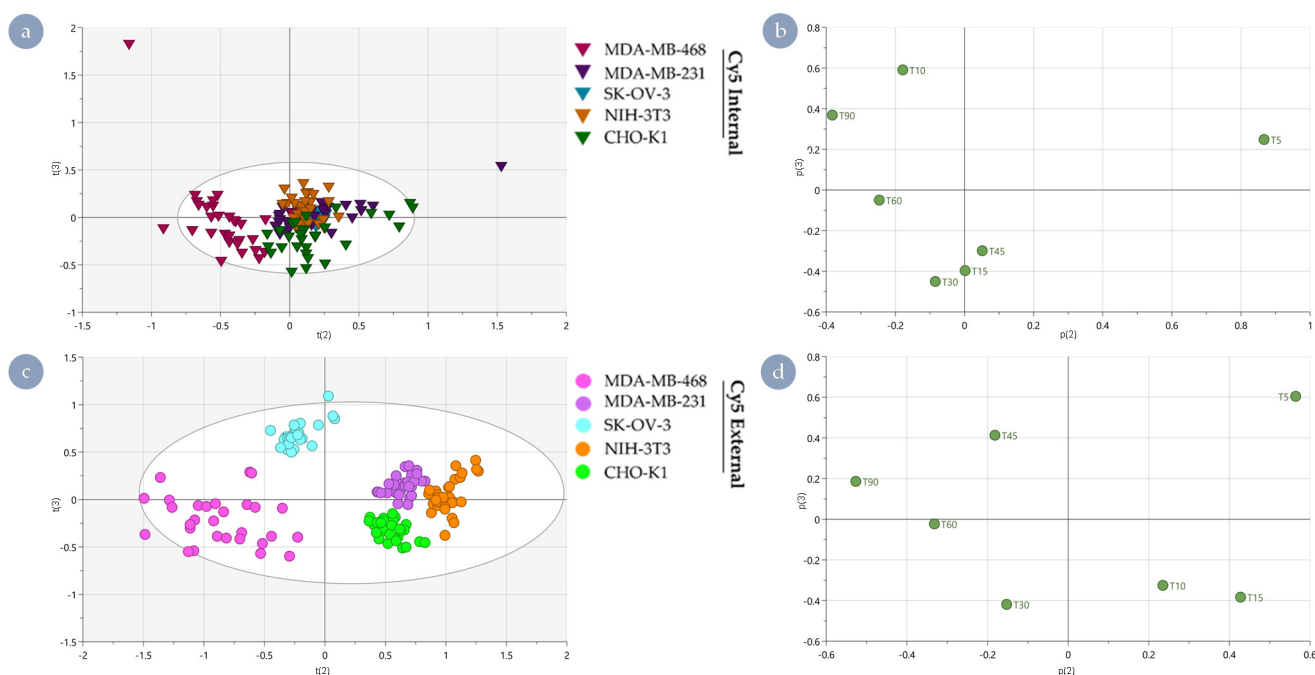 a
2
1.5
1
0.5
0
-0.5
-1
t(3)
-1.5
-1
-0.5
0
0.5
1
1.5
2
t(2)
MDA-MB-468
MDA-MB-231
SK-OV-3
NIH-3T3
CHO-K1
Cy5 Internal
b
0.8
0.6
0.4
0.2
0
-0.2
-0.4
-0.6
p(3)
T10
T90
T5
T60
T45
T15
T30
-0.4
-0.2
0
0.2
0.4
0.6
0.8
1
p(2)
c
1.5
1
0.5
0
-0.5
-1
-1.5
t(3)
-2
-1.5
-1
-0.5
0
0.5
1
1.5
2
t(2)
MDA-MB-468
MDA-MB-231
SK-OV-3
NIH-3T3
CHO-K1
Cy5 External
d
0.8
0.6
0.4
0.2
0
-0.2
-0.4
-0.6
p(3)
T5
T45
T90
T60
T10
T15
T30
-0.6
-0.4
-0.2
0
0.2
0.4
0.6
p(2)